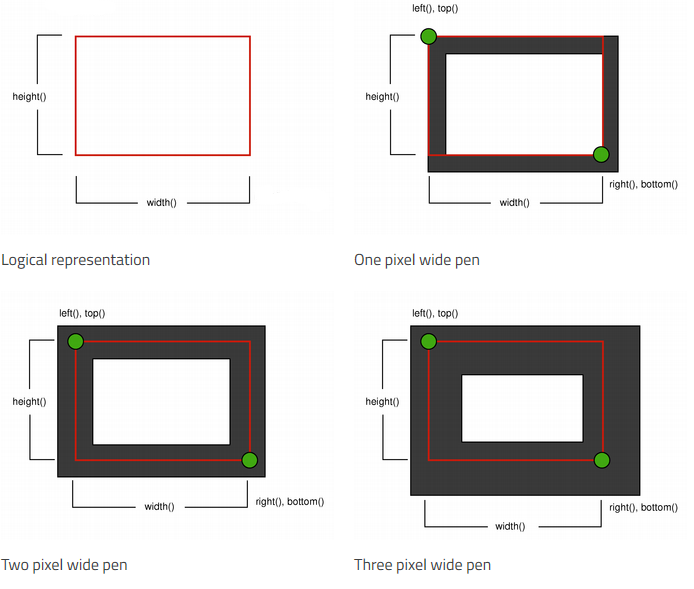 left(), top()
height()
height()
right(), bottom()
width()
width()
Logical representation
One pixel wide pen
left(), top()
left(), top()
height()
height()
right(), bottom()
right(), bottom()
width()
width()
Two pixel wide pen
Three pixel wide pen